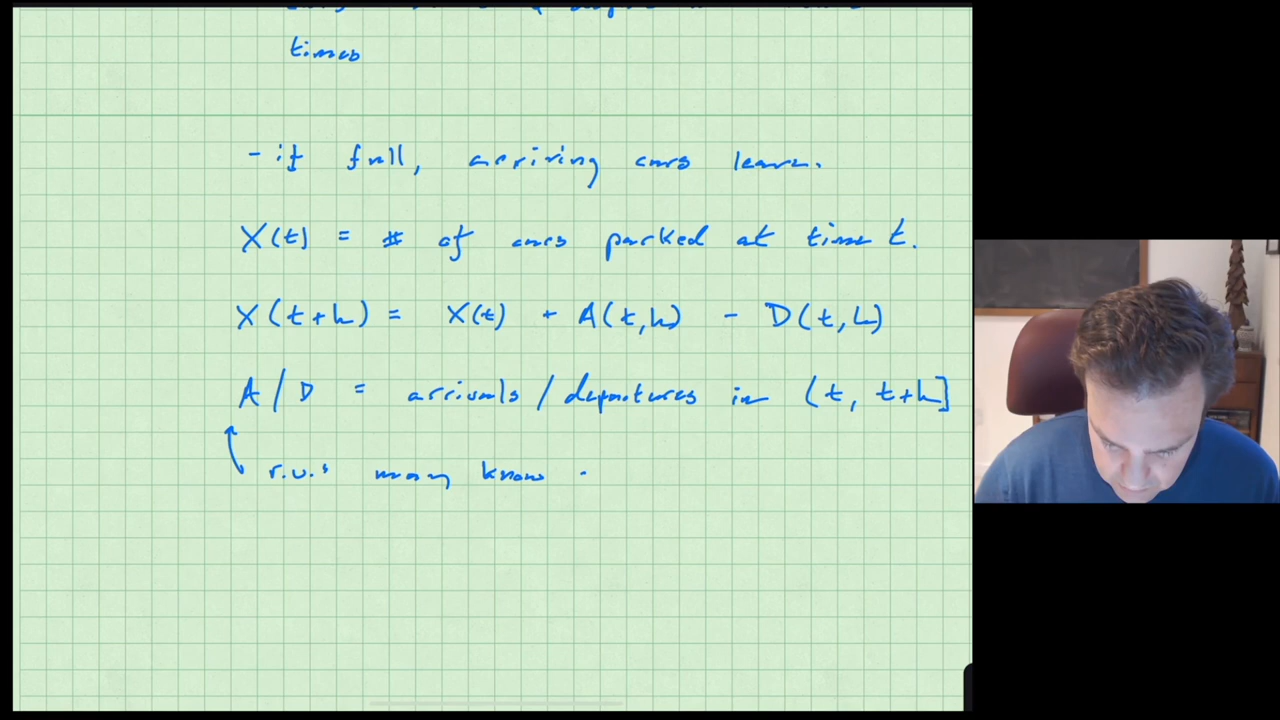 times
- if full, arriving cars leave.
X(t) = # of cars parked at time t.
X(t+h) = X(t) + A(t,h) - D(t,h)
A/D = arrivals/departures in (t, t+h]
r.v.'s may know